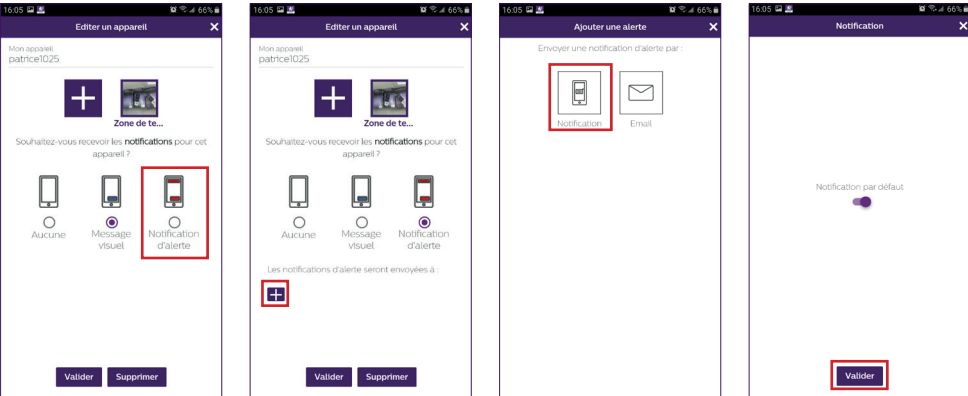 16:05 66%
Editer un appareil X
Mon appareil
patrice1025
Zone de te...
Souhaitez-vous recevoir les notifications pour cet
appareil ?
Aucune Message Notification
visuel d'alerte
Valider Supprimer
16:05 66%
Editer un appareil X
Mon appareil
patrice1025
Zone de te...
Souhaitez-vous recevoir les notifications pour cet
appareil ?
Aucune Message Notification
visuel d'alerte
Les notifications d'alerte seront envoyées à :
Valider Supprimer
16:05 66%
Ajouter une alerte X
Envoyer une notification d'alerte par :
Notification Email
16:05 66%
Notification X
Notification par défaut
Valider